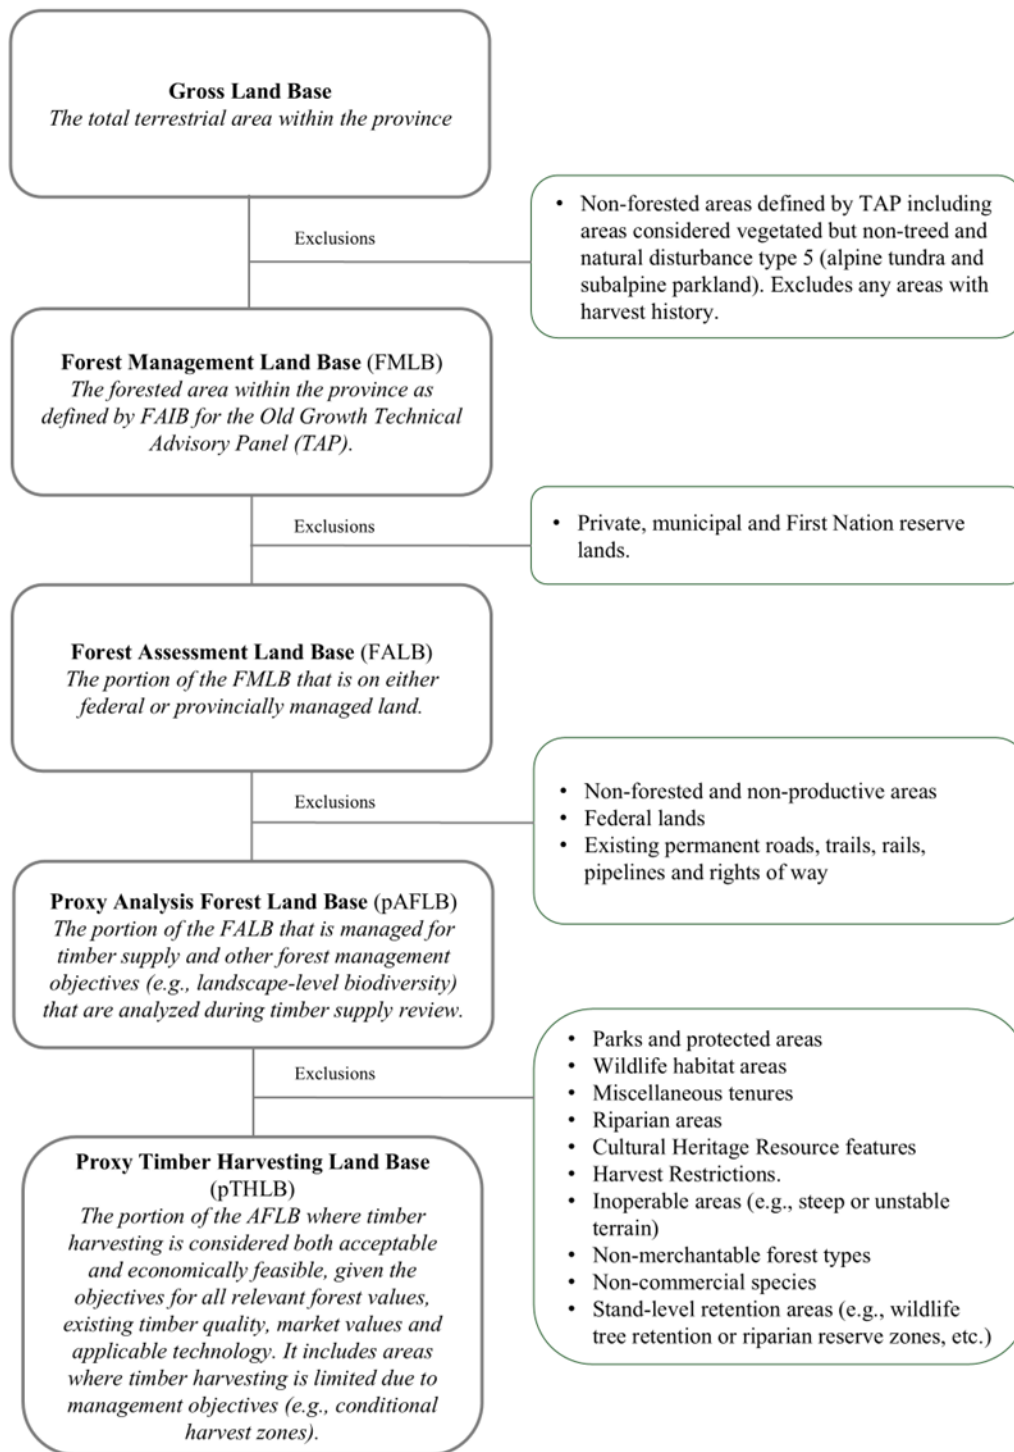 Gross Land Base
The total terrestrial area within the province
Exclusions
• Non-forested areas defined by TAP including
areas considered vegetated but non-treed and
natural disturbance type 5 (alpine tundra and
subalpine parkland). Excludes any areas with
harvest history.
Forest Management Land Base (FMLB)
The forested area within the province as
defined by FAIB for the Old Growth Technical
Advisory Panel (TAP).
Exclusions
• Private, municipal and First Nation reserve
lands.
Forest Assessment Land Base (FALB)
The portion of the FMLB that is on either
federal or provincially managed land.
Exclusions
• Non-forested and non-productive areas
• Federal lands
• Existing permanent roads, trails, rails,
pipelines and rights of way
Proxy Analysis Forest Land Base (pAFLB)
The portion of the FALB that is managed for
timber supply and other forest management
objectives (e.g., landscape-level biodiversity)
that are analyzed during timber supply review.
Exclusions
• Parks and protected areas
• Wildlife habitat areas
• Miscellaneous tenures
• Riparian areas
• Cultural Heritage Resource features
• Harvest Restrictions.
• Inoperable areas (e.g., steep or unstable
terrain)
• Non-merchantable forest types
• Non-commercial species
• Stand-level retention areas (e.g., wildlife
tree retention or riparian reserve zones, etc.)
Proxy Timber Harvesting Land Base
(pTHLB)
The portion of the AFLB where timber
harvesting is considered both acceptable
and economically feasible, given the
objectives for all relevant forest values,
existing timber quality, market values and
applicable technology. It includes areas
where timber harvesting is limited due to
management objectives (e.g., conditional
harvest zones).